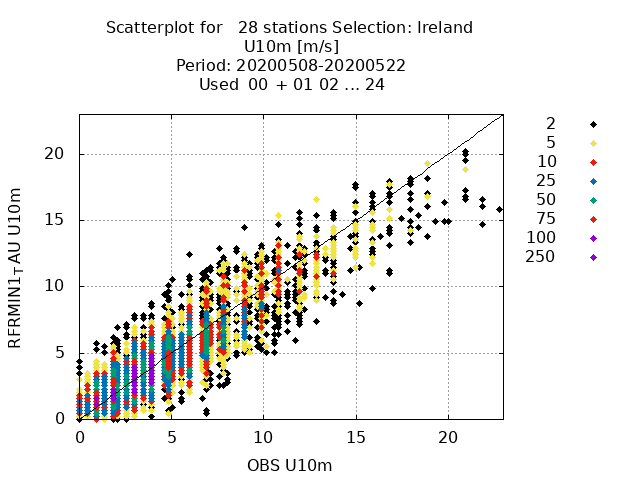 Scatterplot for 28 stations Selection: Ireland
U10m [m/s]
Period: 20200508-20200522
Used 00 + 01 02 ... 24
RFRMIN1_T AU U10m
20
15
10
5
0
0 5 10 15 20
OBS U10m
2
5
10
25
50
75
100
250